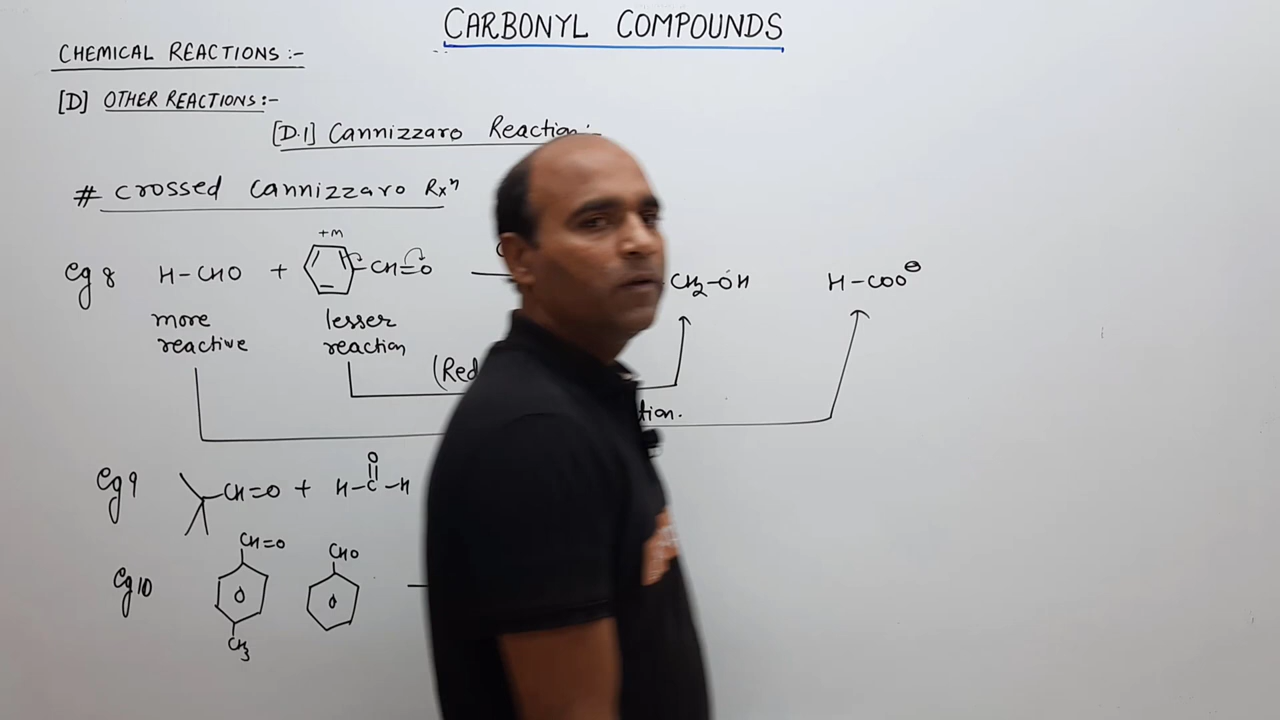 CARBONYL COMPOUNDS
CHEMICAL REACTIONS :-
[D] OTHER REACTIONS :-
[D.1] Cannizzaro Reaction :-
# Crossed Cannizzaro Rxⁿ
+M
Eg 8 H-CHO + CH=O CH2-OH H-COO⊖
more reactive
lesser reaction
(Red
tion.
Eg 9 CH=O + H-C-H
O
CH=O CHO
Eg 10
CH3